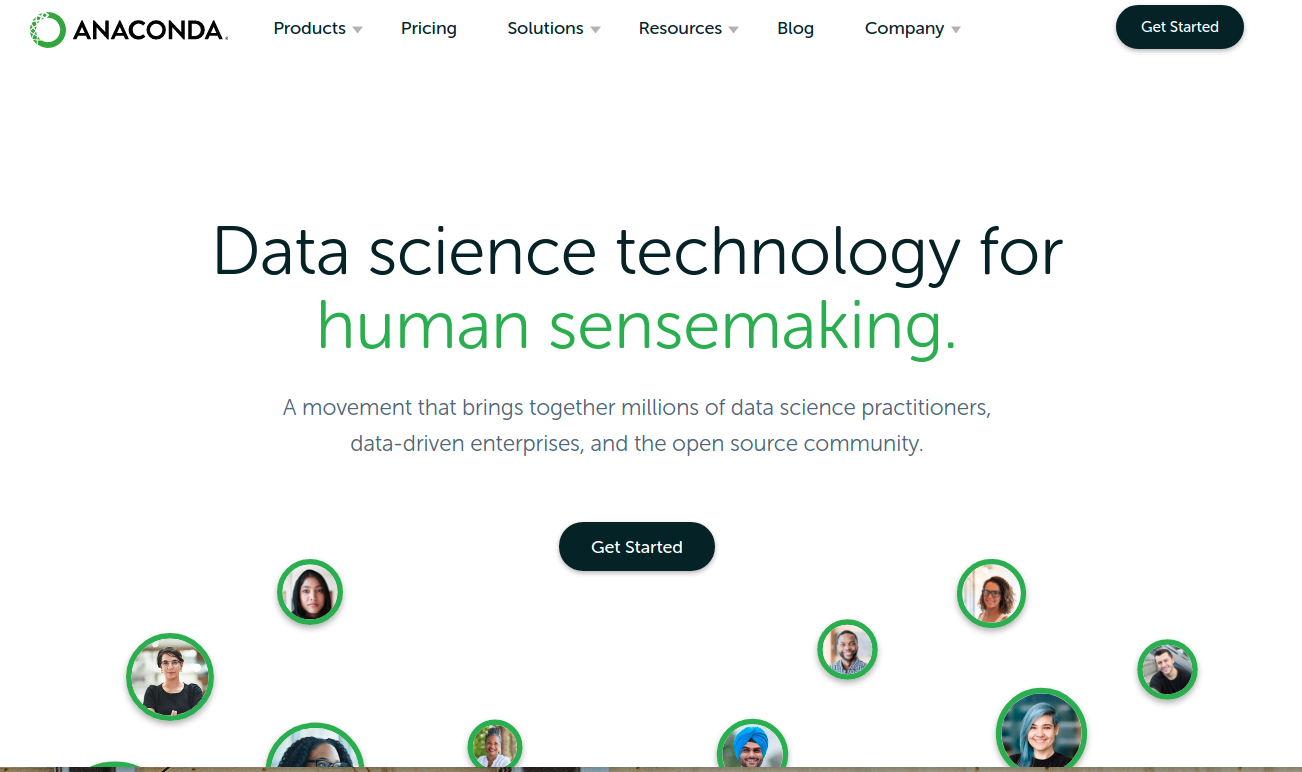 ANACONDA.
Products
Pricing
Solutions
Resources
Blog
Company
Get Started
Data science technology for
human sensemaking.
A movement that brings together millions of data science practitioners,
data-driven enterprises, and the open source community.
Get Started